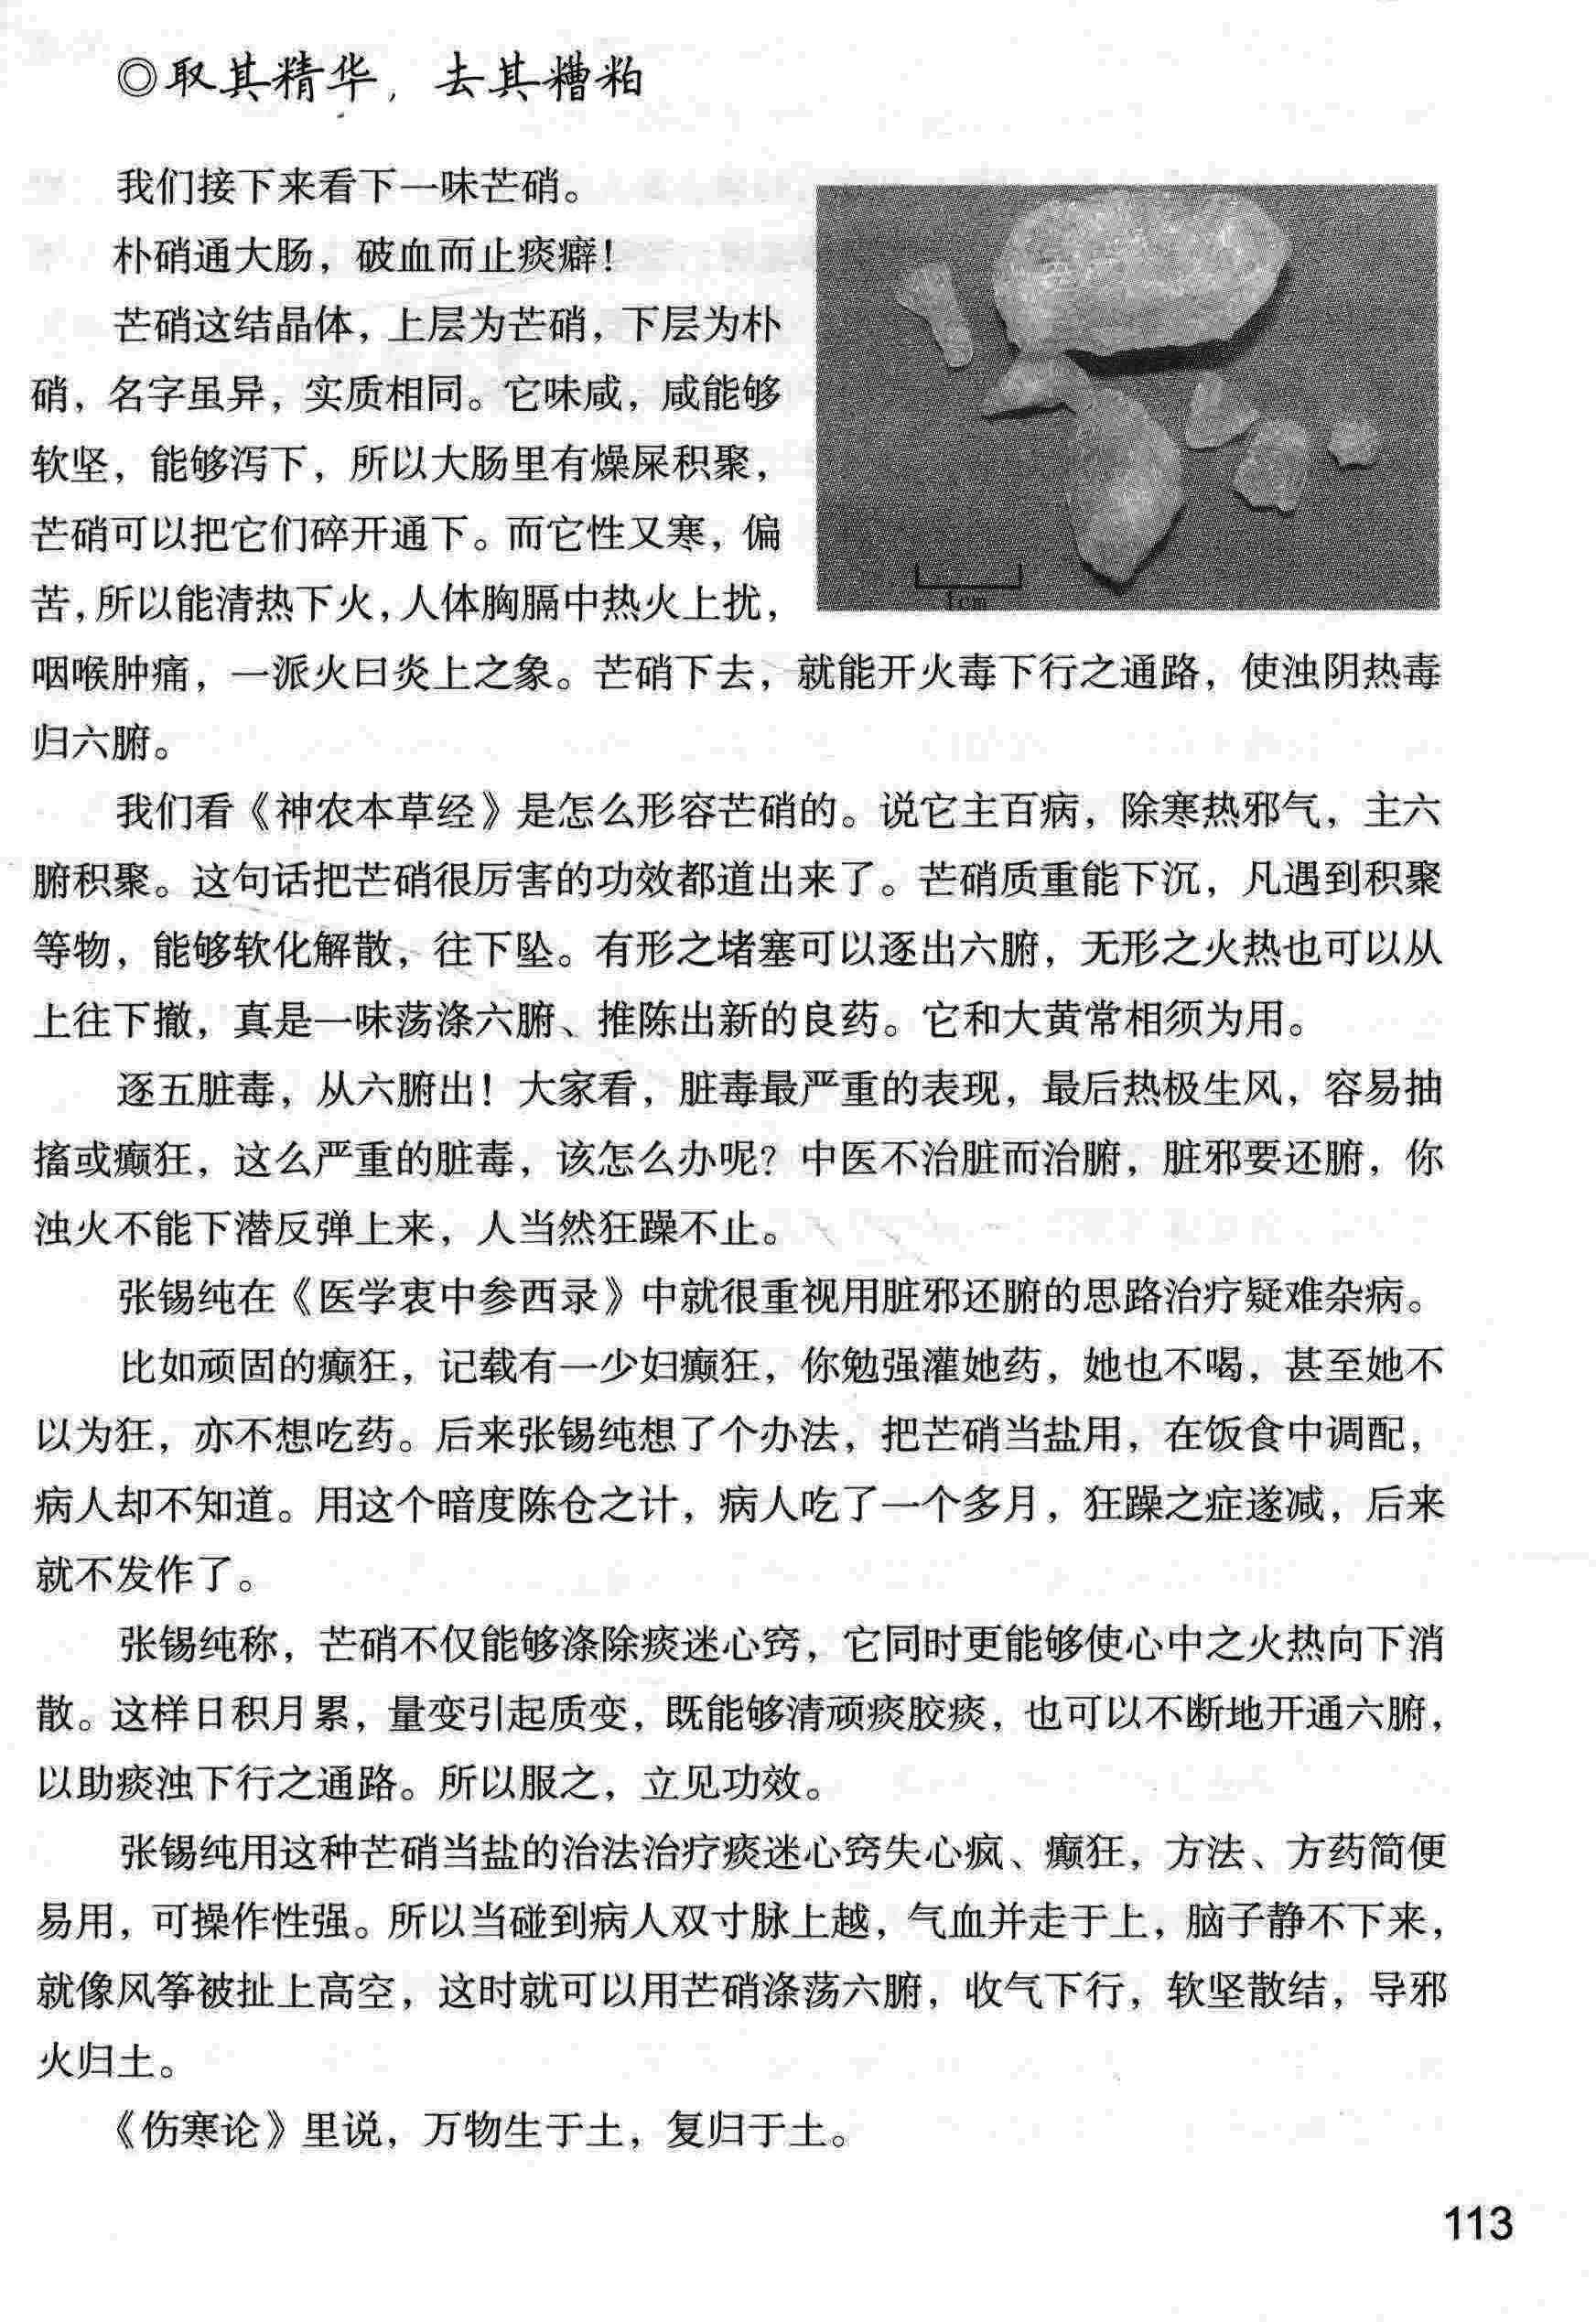 ◎取其精华，去其糟粕
我们接下来看下一味芒硝。
朴硝通大肠，破血而止痰癖！
芒硝这结晶体，上层为芒硝，下层为朴
硝，名字虽异，实质相同。它味咸，咸能够
软坚，能够泻下，所以大肠里有燥屎积聚，
芒硝可以把它们碎开通下。而它性又寒，偏
苦，所以能清热下火，人体胸膈中热火上扰，
1cm
咽喉肿痛，一派火曰炎上之象。芒硝下去，就能开火毒下行之通路，使浊阴热毒
归六腑。
我们看《神农本草经》是怎么形容芒硝的。说它主百病，除寒热邪气，主六
腑积聚。这句话把芒硝很厉害的功效都道出来了。芒硝质重能下沉，凡遇到积聚
等物，能够软化解散，往下坠。有形之堵塞可以逐出六腑，无形之火热也可以从
上往下撤，真是一味荡涤六腑、推陈出新的良药。它和大黄常相须为用。
逐五脏毒，从六腑出！大家看，脏毒最严重的表现，最后热极生风，容易抽
搐或癫狂，这么严重的脏毒，该怎么办呢？中医不治脏而治腑，脏邪要还腑，你
浊火不能下潜反弹上来，人当然狂躁不止。
张锡纯在《医学衷中参西录》中就很重视用脏邪还腑的思路治疗疑难杂病。
比如顽固的癫狂，记载有一少妇癫狂，你勉强灌她药，她也不喝，甚至她不
以为狂，亦不想吃药。后来张锡纯想了个办法，把芒硝当盐用，在饭食中调配，
病人却不知道。用这个暗度陈仓之计，病人吃了一个多月，狂躁之症遂减，后来
就不发作了。
张锡纯称，芒硝不仅能够涤除痰迷心窍，它同时更能够使心中之火热向下消
散。这样日积月累，量变引起质变，既能够清顽痰胶痰，也可以不断地开通六腑，
以助痰浊下行之通路。所以服之，立见功效。
张锡纯用这种芒硝当盐的治法治疗痰迷心窍失心疯、癫狂，方法、方药简便
易用，可操作性强。所以当碰到病人双寸脉上越，气血并走于上，脑子静不下来，
就像风筝被扯上高空，这时就可以用芒硝涤荡六腑，收气下行，软坚散结，导邪
火归土。
《伤寒论》里说，万物生于土，复归于土。
113